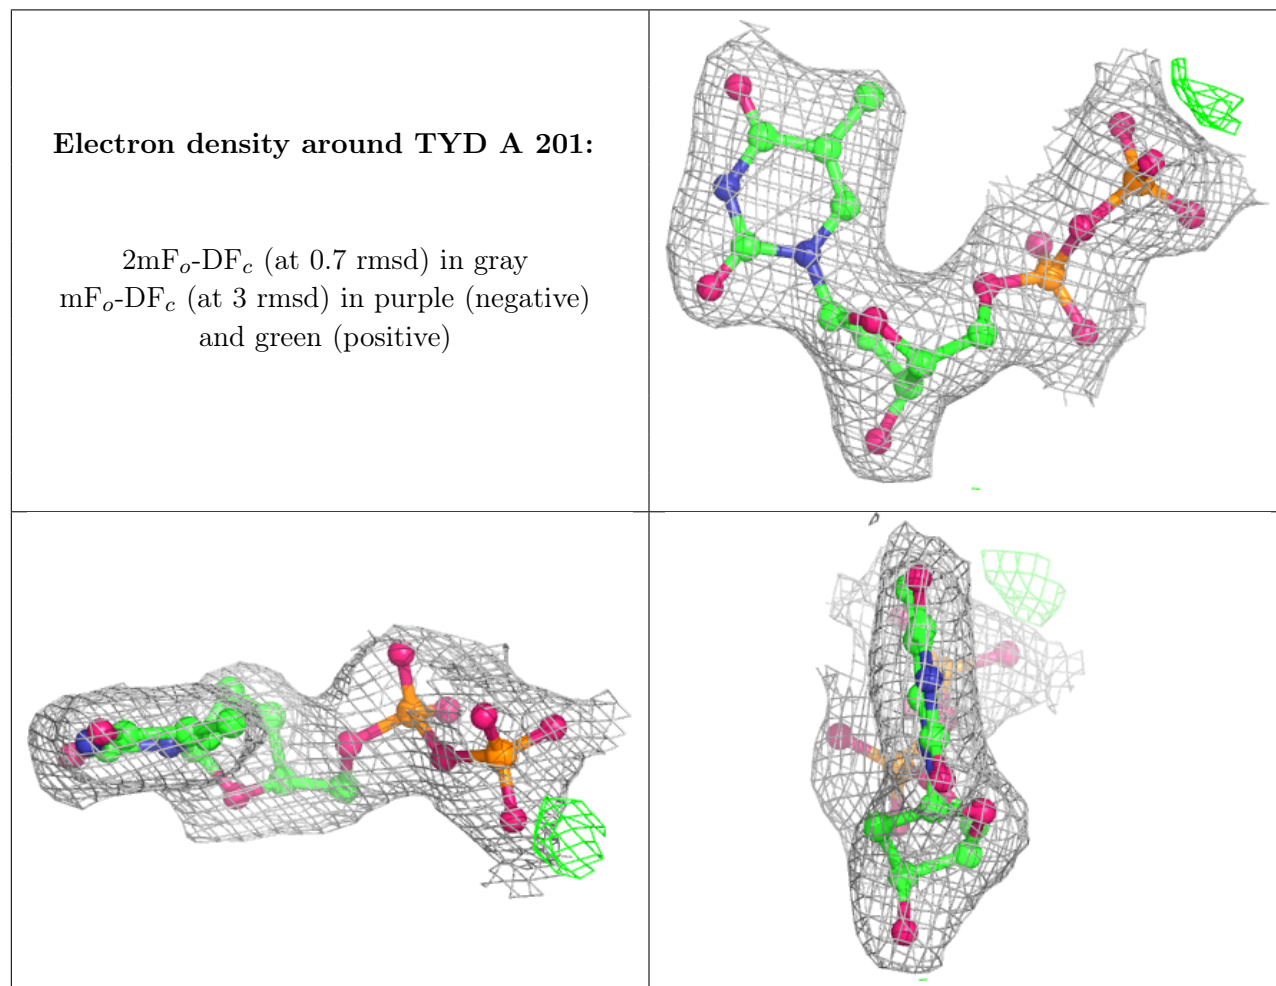 Electron density around TYD A 201:
2mFo-DFc (at 0.7 rmsd) in gray
mFo-DFc (at 3 rmsd) in purple (negative)
and green (positive)